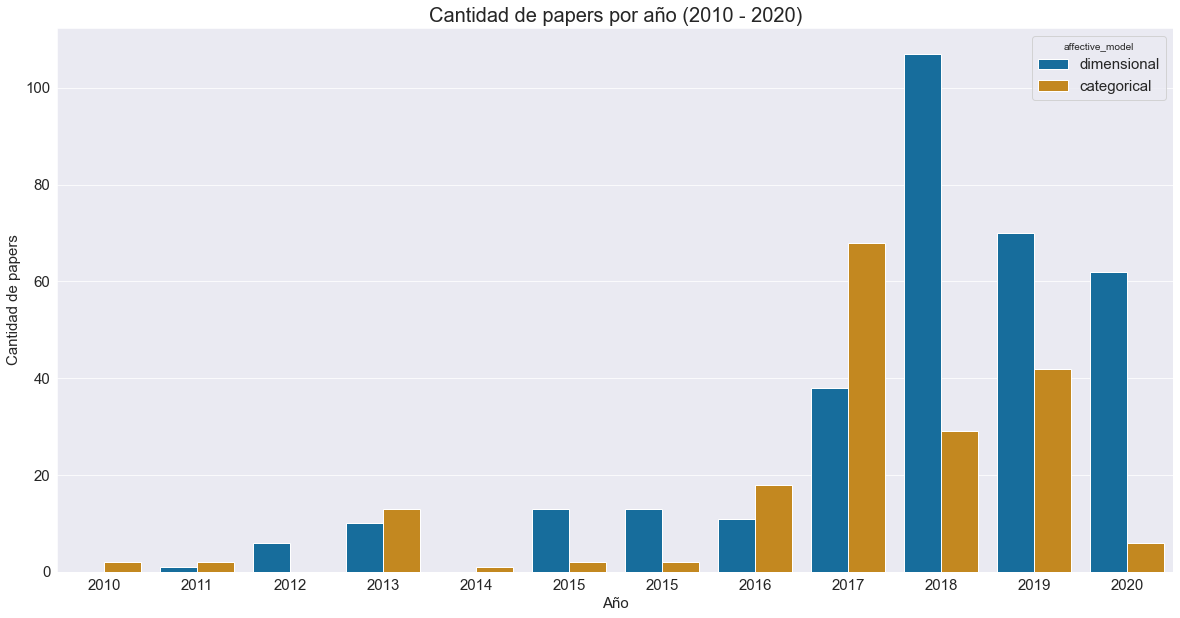 Cantidad de papers por año (2010 - 2020)
affective_model
dimensional
categorical
Cantidad de papers
100
80
60
40
20
0
2010 2011 2012 2013 2014 2015 2015 2016 2017 2018 2019 2020
Año